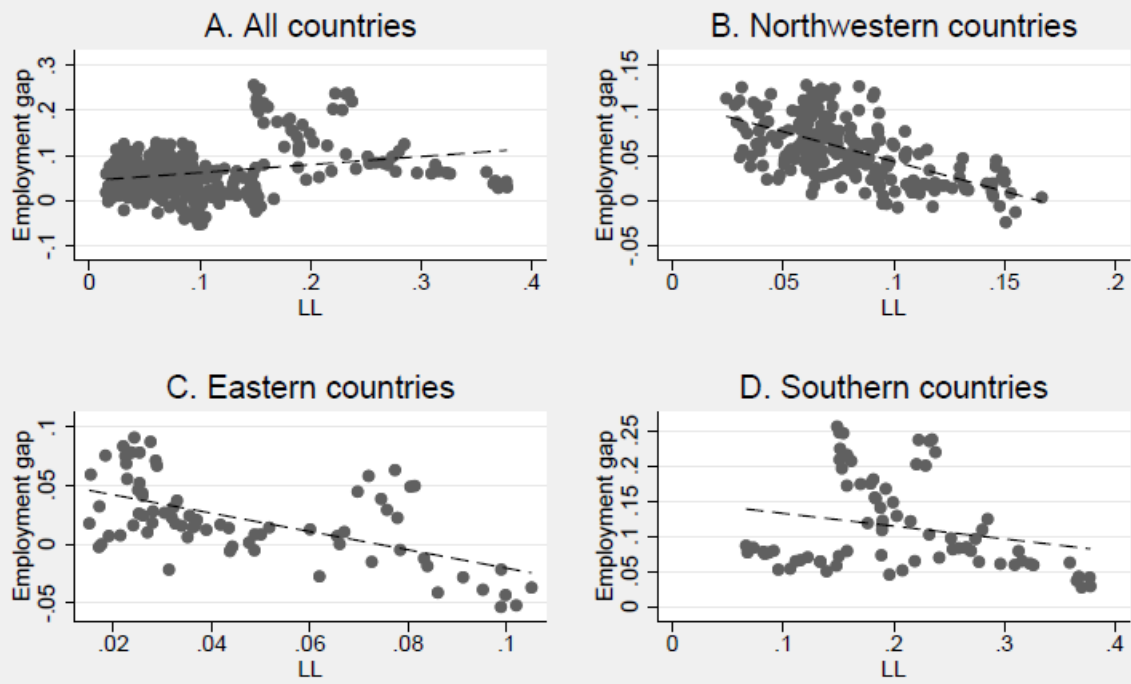 A. All countries
Employment gap
.3
.2
.1
0
-.1
0 .1 .2 .3 .4
LL
B. Northwestern countries
Employment gap
.15
.1
.05
0
-.05
0 .05 .1 .15 .2
LL
C. Eastern countries
Employment gap
.1
.05
0
-.05
.02 .04 .06 .08 .1
LL
D. Southern countries
Employment gap
.25
.2
.15
.1
.05
0
0 .1 .2 .3 .4
LL